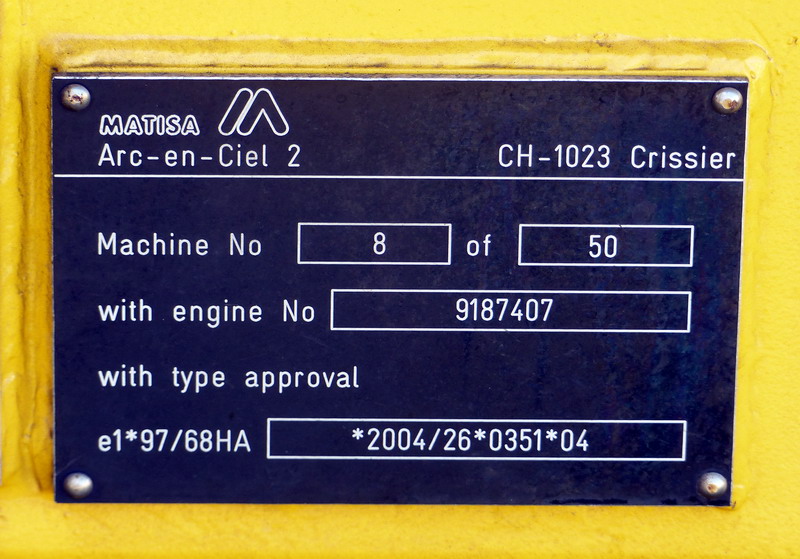 MATISA
Arc-en-Ciel 2 CH-1023 Crissier
Machine No 8 of 50
with engine No 9187407
with type approval
e1*97/68HA *2004/26*0351*04